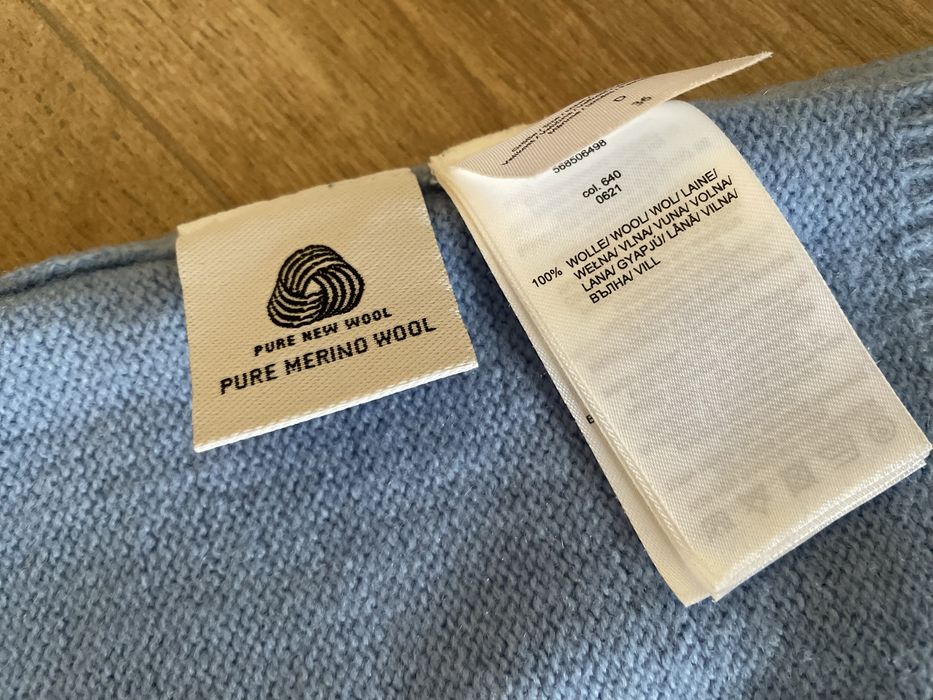 PURE NEW WOOL
PURE MERINO WOOL
D
36
568506498
col. 640
0621
100% WOLLE/ WOOL/ WOL/ LAINE/
WEŁNA/ VLNA/ VUNA/ VOLNA/
LANA/ GYAPJÚ/ LÂNĂ/ VILNA/
ВЪЛНА/ VILL